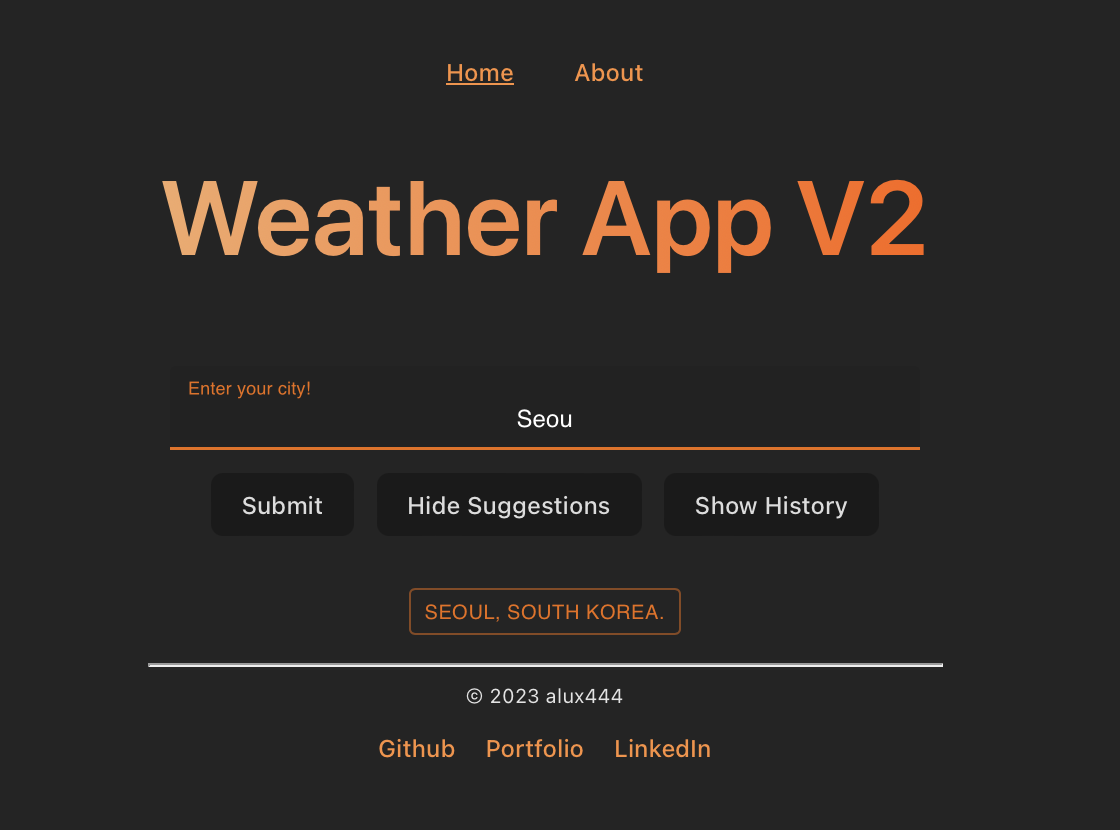 Home About
Weather App V2
Enter your city!
Seou
Submit Hide Suggestions Show History
SEOUL, SOUTH KOREA.
© 2023 alux444
Github Portfolio LinkedIn